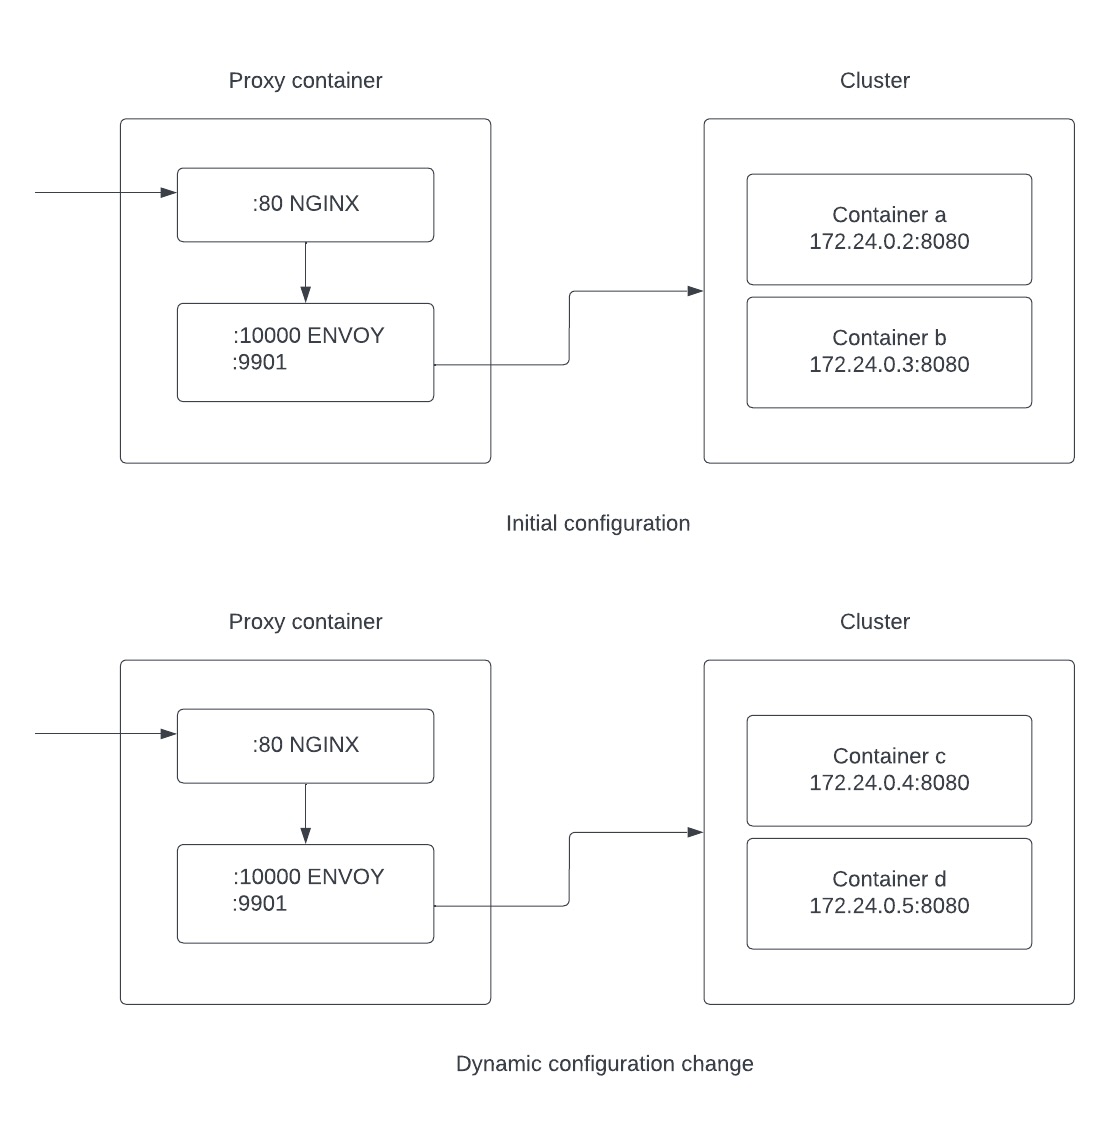 Proxy container
Cluster
:80 NGINX
:10000 ENVOY
:9901
Container a
172.24.0.2:8080
Container b
172.24.0.3:8080
Initial configuration
Proxy container
Cluster
:80 NGINX
:10000 ENVOY
:9901
Container c
172.24.0.4:8080
Container d
172.24.0.5:8080
Dynamic configuration change